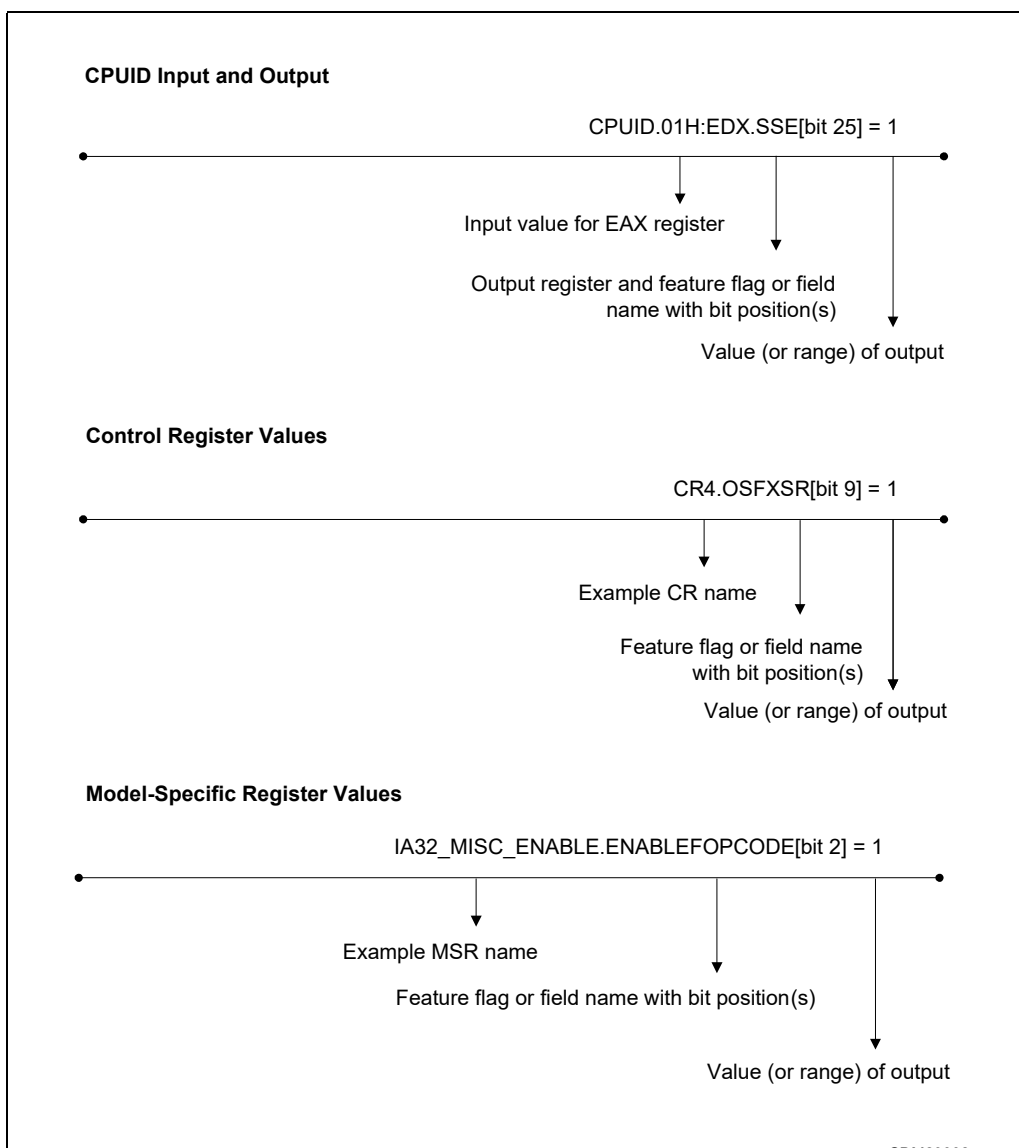 CPUID Input and Output
CPUID.01H:EDX.SSE[bit 25] = 1
Input value for EAX register
Output register and feature flag or field
name with bit position(s)
Value (or range) of output
Control Register Values
CR4.OSFXSR[bit 9] = 1
Example CR name
Feature flag or field name
with bit position(s)
Value (or range) of output
Model-Specific Register Values
IA32_MISC_ENABLE.ENABLEFOPCODE[bit 2] = 1
Example MSR name
Feature flag or field name with bit position(s)
Value (or range) of output